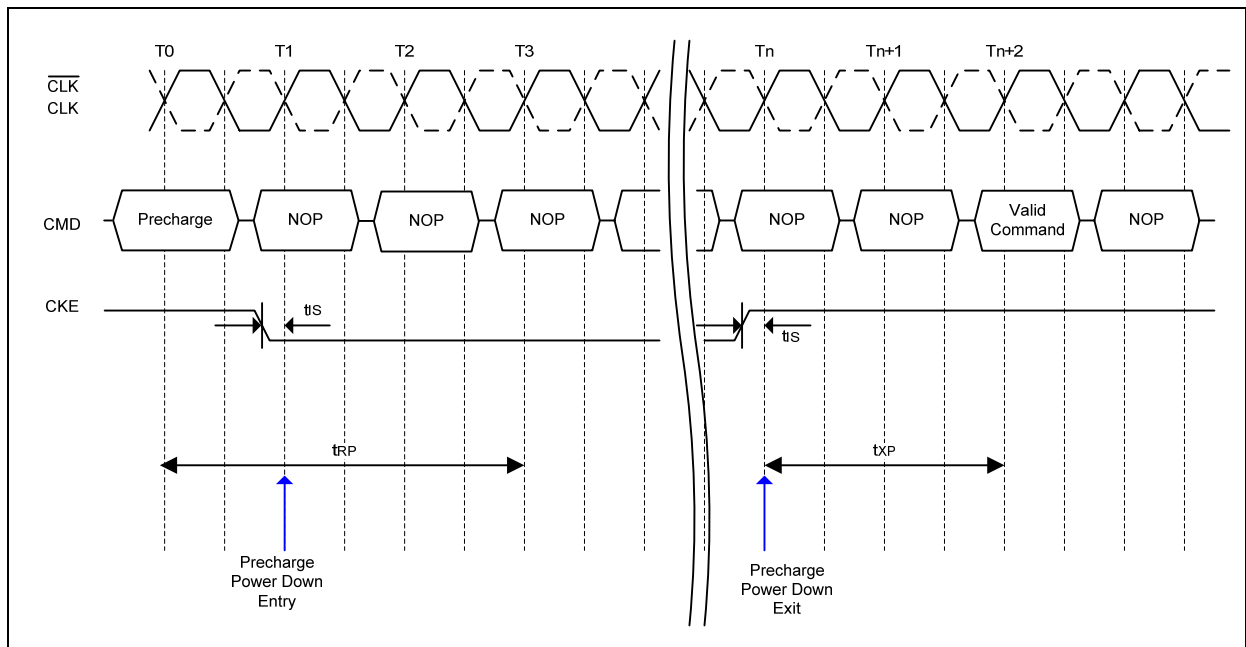 T0 T1 T2 T3 Tn Tn+1 Tn+2
CLK
CLK
CMD
Precharge NOP NOP NOP NOP NOP Valid Command NOP
CKE
tIS
tIS
tRP
tXP
Precharge
Power Down
Entry
Precharge
Power Down
Exit